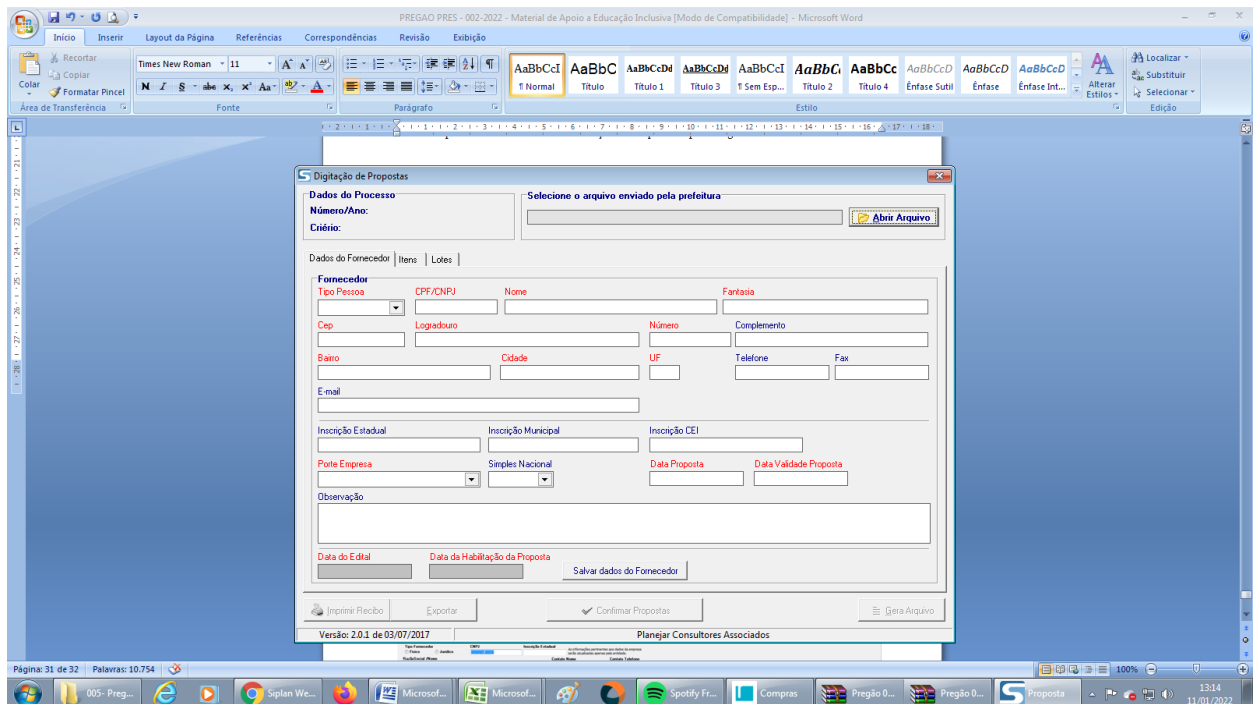 PREGAO PRES - 002-2022 - Material de Apoio a Educação Inclusiva [Modo de Compatibilidade] - Microsoft Word
Início Inserir Layout da Página Referências Correspondências Revisão Exibição
Colar
Recortar
Copiar
Formatar Pincel
Área de Transferência
Times New Roman 11
N I S abe x, x² Aa
Fonte
Parágrafo
AaBbCcI AaBbC AaBbCcDd AaBbCcDd AaBbCcI AaBbCc AaBbCc AaBbCcD AaBbCcD AaBbCcD
¶ Normal Título Título 1 Título 3 ¶ Sem Esp... Título 2 Título 4 Ênfase Sutil Ênfase Ênfase Int...
Alterar Estilos
Estilo
Localizar
Substituir
Selecionar
Edição
Digitação de Propostas
Dados do Processo
Número/Ano:
Criério:
Selecione o arquivo enviado pela prefeitura
Abrir Arquivo
Dados do Fornecedor Itens Lotes
Fornecedor
Tipo Pessoa CPF/CNPJ Nome Fantasia
Cep Logradouro Número Complemento
Bairro Cidade UF Telefone Fax
E-mail
Inscrição Estadual Inscrição Municipal Inscrição CEI
Porte Empresa Simples Nacional Data Proposta Data Validade Proposta
Observação
Data do Edital Data da Habilitação da Proposta
Salvar dados do Fornecedor
Imprimir Recibo Exportar Confirmar Propostas Gera Arquivo
Versão: 2.0.1 de 03/07/2017 Planejar Consultores Associados
Página: 31 de 32 Palavras: 10.754 100%
005- Preg... Siplan We... Microsof... Microsof... Spotify Fr... Compras Pregão 0... Pregão 0... Proposta
13:14
11/01/2022